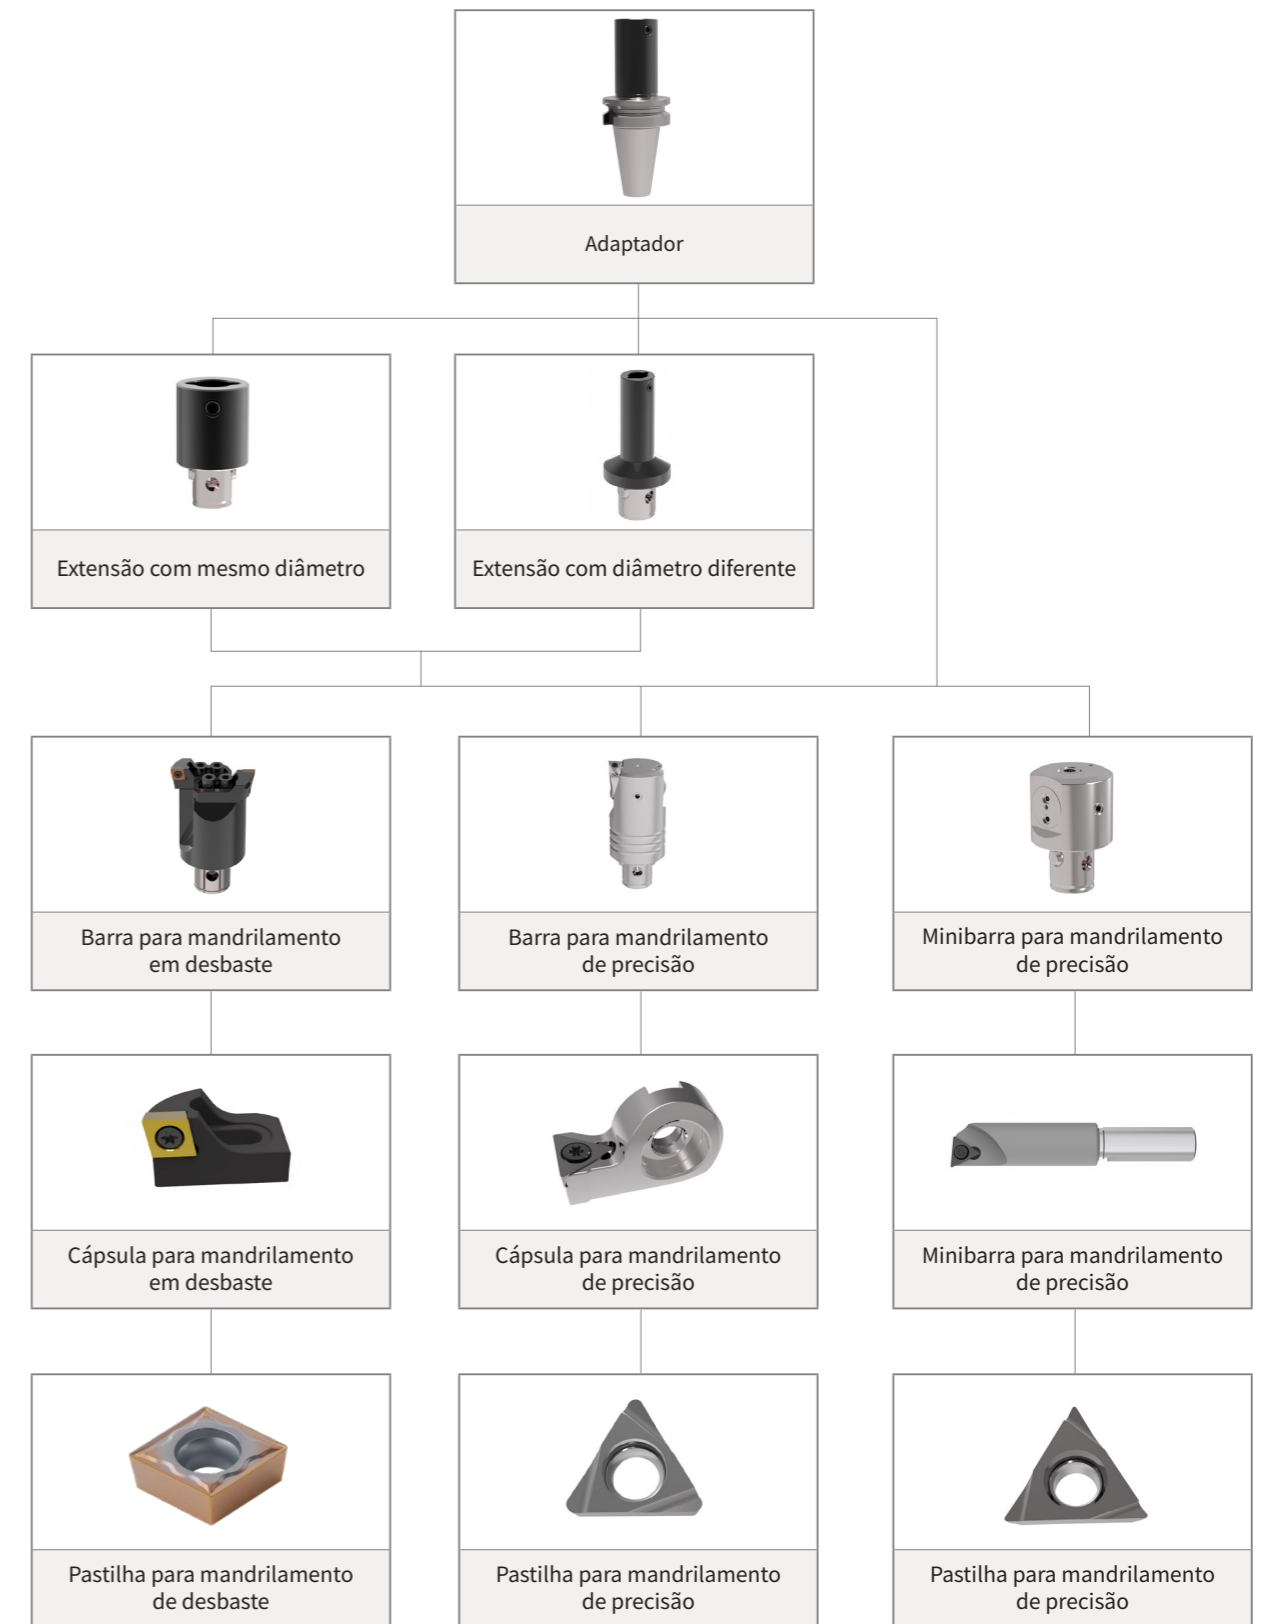 Adaptador
Extensão com mesmo diâmetro
Extensão com diâmetro diferente
Barra para mandrilamento
em desbaste
Barra para mandrilamento
de precisão
Minibarra para mandrilamento
de precisão
Cápsula para mandrilamento
em desbaste
Cápsula para mandrilamento
de precisão
Minibarra para mandrilamento
de precisão
Pastilha para mandrilamento
de desbaste
Pastilha para mandrilamento
de precisão
Pastilha para mandrilamento
de precisão